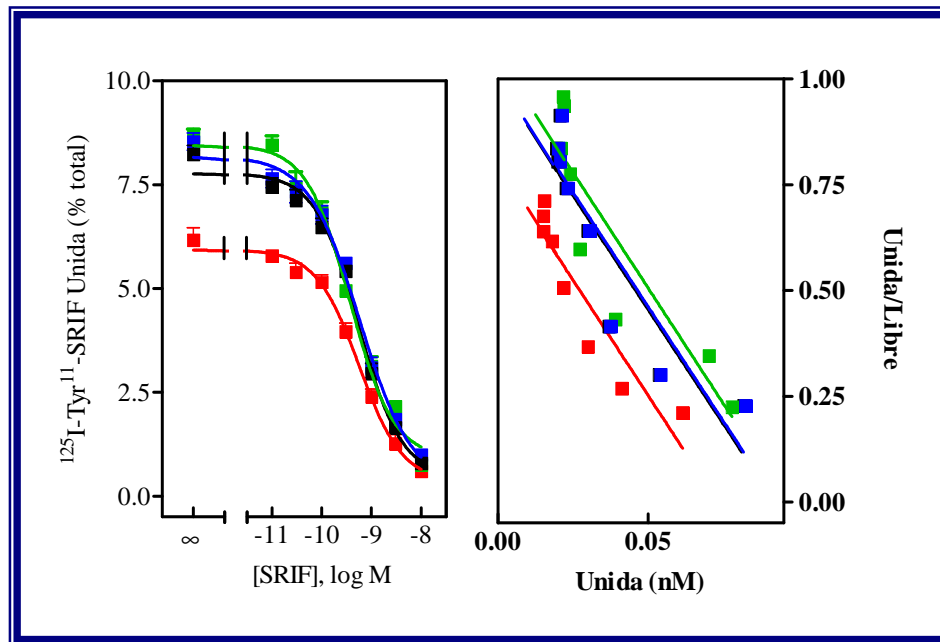 10.0
7.5
5.0
2.5
0.0
¹²⁵I-Tyr¹¹-SRIF Unida (% total)
∞ -11 -10 -9 -8
[SRIF], log M
1.00
0.75
0.50
0.25
0.00
Unida/Libre
0.00 0.05
Unida (nM)